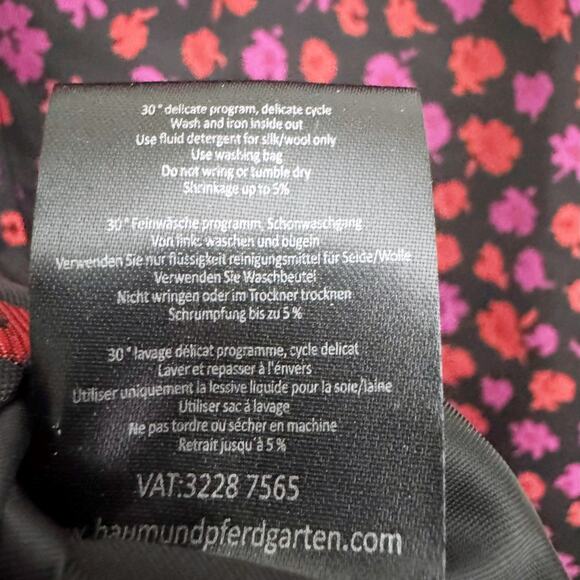 30° delicate program, delicate cycle
Wash and iron inside out
Use fluid detergent for silk/wool only
Use washing bag
Do not wring or tumble dry
Shrinkage up to 5%
30° Feinwäsche programm, Schonwaschgang
Von links waschen und bügeln
Verwenden Sie nur flüssigkeit reinigungsmittel für Seide/Wolle
Verwenden Sie Waschbeutel
Nicht wringen oder im Trockner trocknen
Schrumpfung bis zu 5 %
30° lavage délicat programme, cycle delicat
Laver et repasser à l'énvers
Utiliser uniquement la lessive liquide pour la soie/laine
Utiliser sac à lavage
Ne pas tordre ou sécher en machine
Retrait jusqu'à 5 %
VAT:3228 7565
.baumundpferdgarten.com